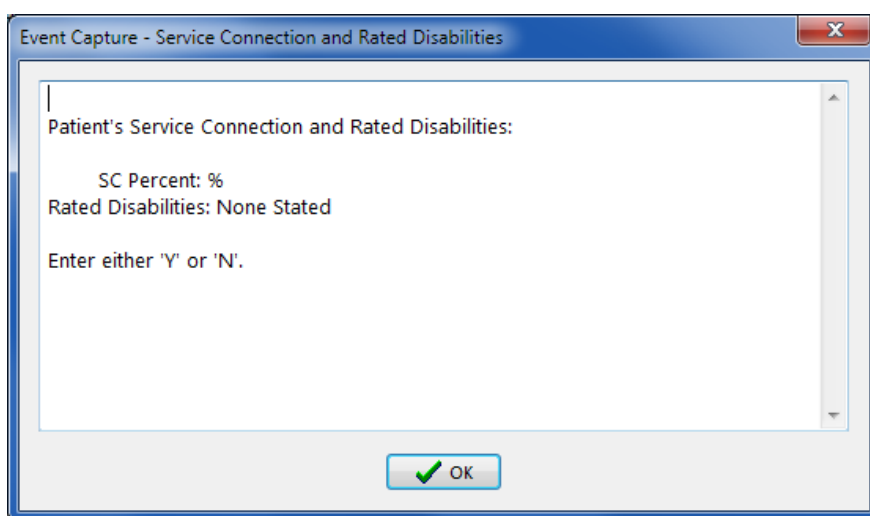 Event Capture - Service Connection and Rated Disabilities
Patient's Service Connection and Rated Disabilities:
SC Percent: %
Rated Disabilities: None Stated
Enter either 'Y' or 'N'.
OK